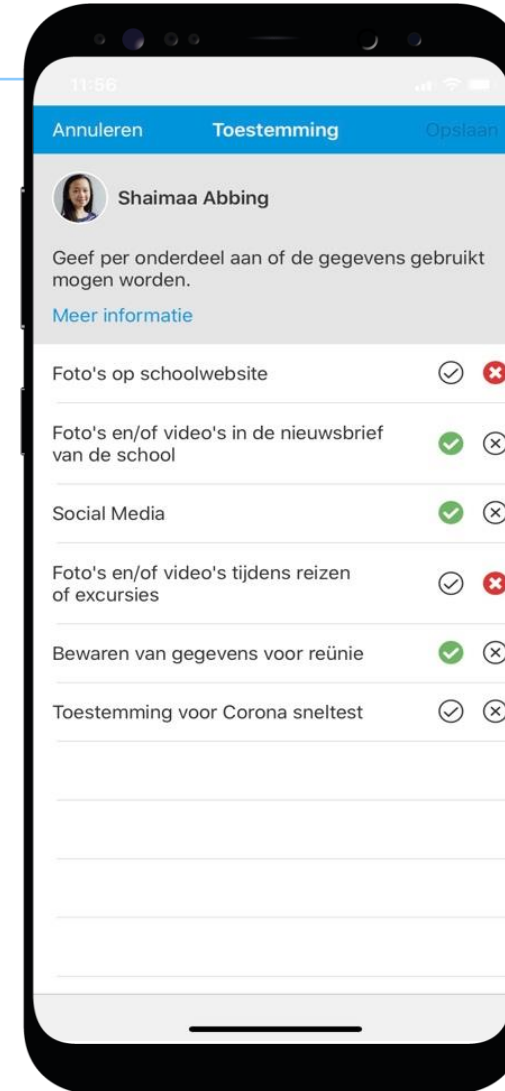 11:56
Annuleren Toestemming Opslaan
Shaimaa Abbing
Geef per onderdeel aan of de gegevens gebruikt
mogen worden.
Meer informatie
Foto's op schoolwebsite
Foto's en/of video's in de nieuwsbrief
van de school
Social Media
Foto's en/of video's tijdens reizen
of excursies
Bewaren van gegevens voor reünie
Toestemming voor Corona sneltest